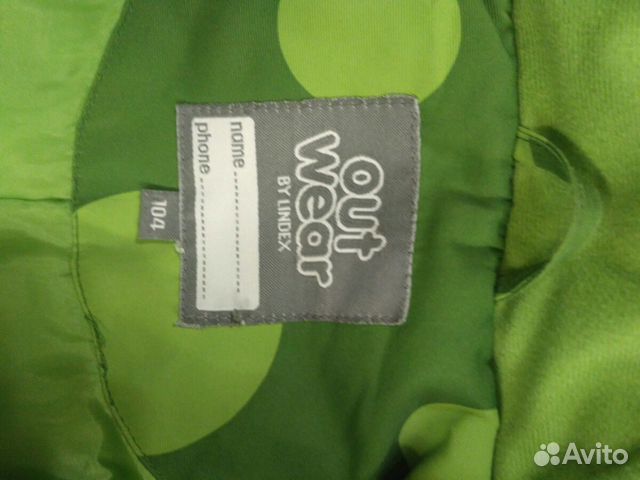 out
wear
BY LINDEX
name
phone
104
Avito